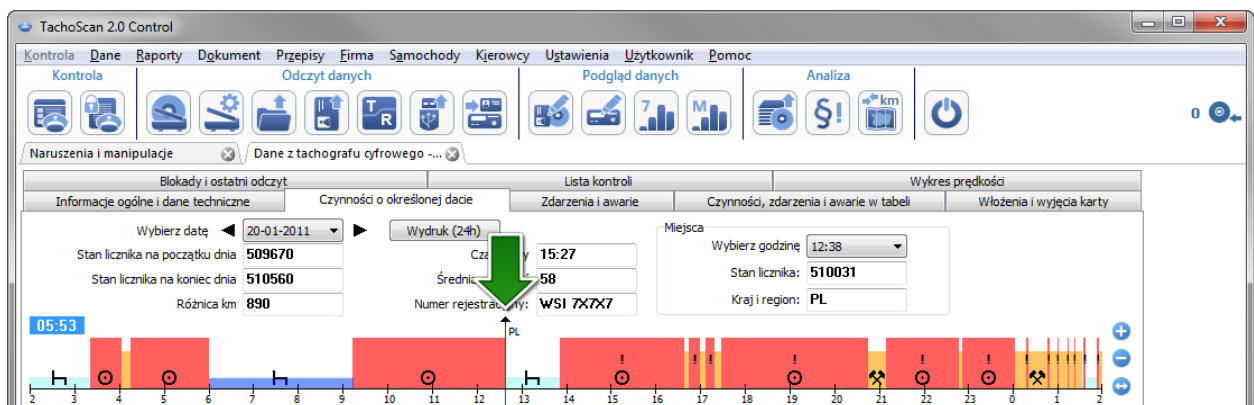 TachoScan 2.0 Control
Kontrola Dane Raporty Dokument Przepisy Firma Samochody Kierowcy Ustawienia Użytkownik Pomoc
Kontrola Odczyt danych Podgląd danych Analiza
T R 7 M §! km
0
Naruszenia i manipulacje Dane z tachografu cyfrowego -...
Blokady i ostatni odczyt Lista kontroli Wykres prędkości
Informacje ogólne i dane techniczne Czynności o określonej dacie Zdarzenia i awarie Czynności, zdarzenia i awarie w tabeli Włożenia i wyjęcia karty
Wybierz datę 20-01-2011 Wydruk (24h) Miejsca
Wybierz godzinę 12:38
Stan licznika na początku dnia 509670 15:27
Stan licznika: 510031
Stan licznika na koniec dnia 510560 58
Różnica km 890 Numer WSI 7X7X7 Kraj i region: PL
05:53
PL
! ! ! ! ! ! ! ! ! ! ! !
2 3 4 5 6 7 8 9 10 11 12 13 14 15 16 17 18 19 20 21 22 23 0 1 2